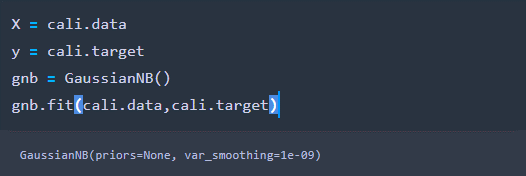 X = cali.data
y = cali.target
gnb = GaussianNB()
gnb.fit(cali.data,cali.target)
GaussianNB(priors=None, var_smoothing=1e-09)